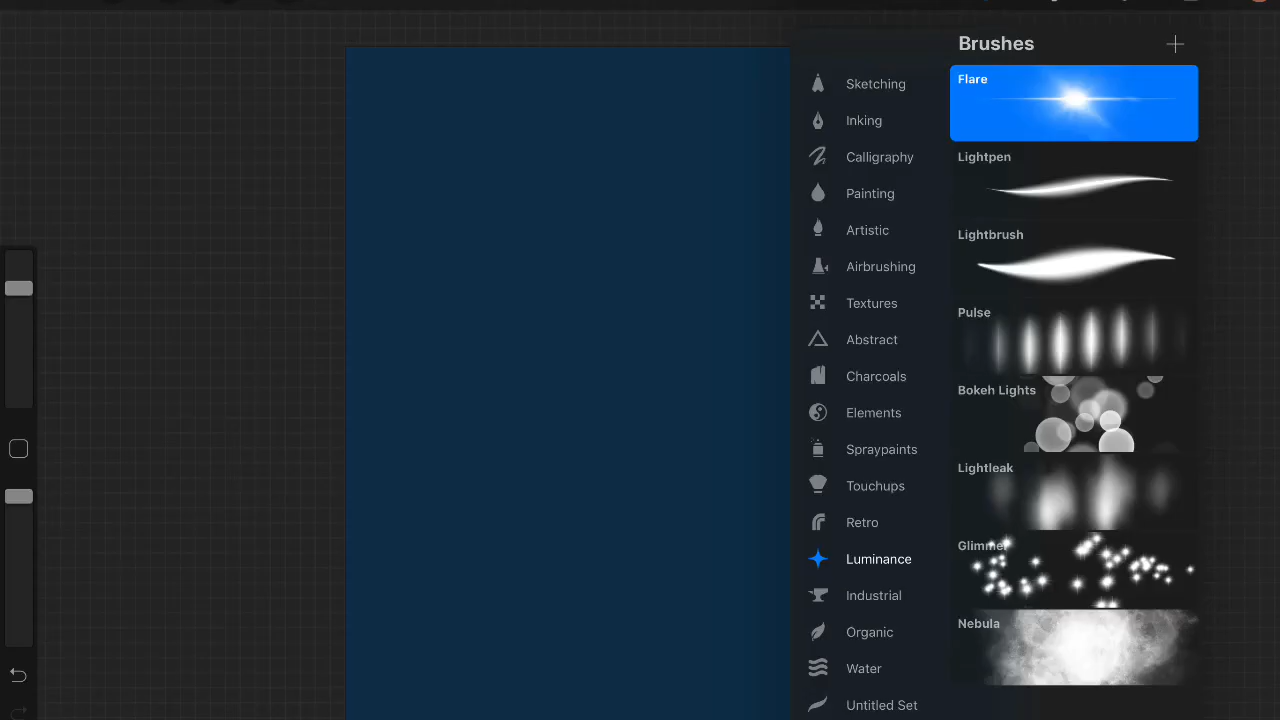 Brushes
Sketching
Inking
Calligraphy
Painting
Artistic
Airbrushing
Textures
Abstract
Charcoals
Elements
Spraypaints
Touchups
Retro
Luminance
Industrial
Organic
Water
Untitled Set
Flare
Lightpen
Lightbrush
Pulse
Bokeh Lights
Lightleak
Glimmer
Nebula